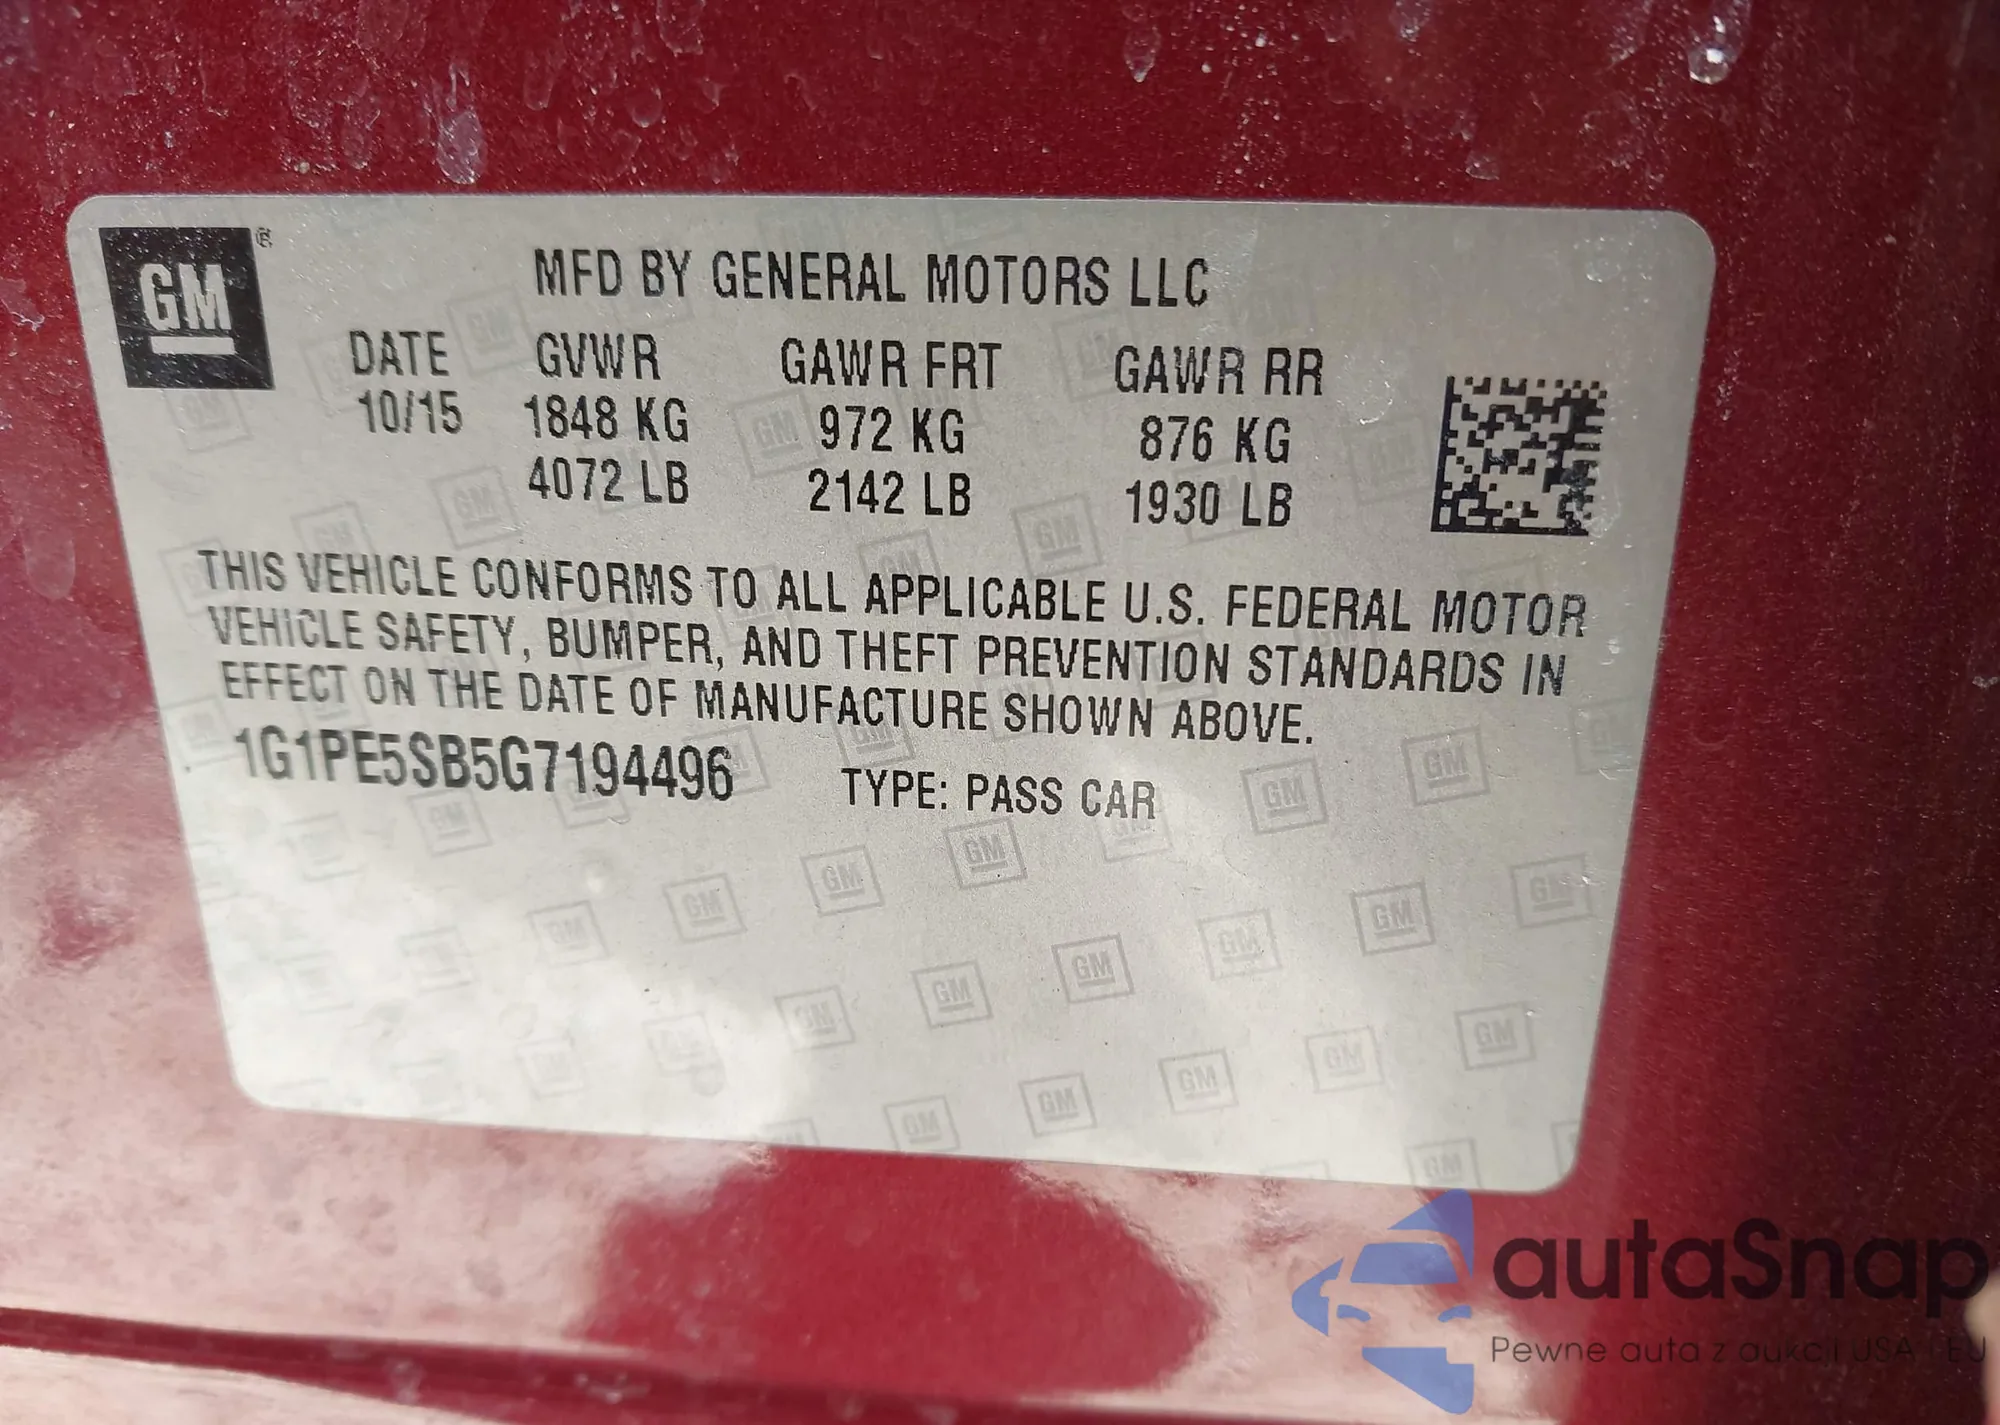 GM ®
MFD BY GENERAL MOTORS LLC
DATE GVWR GAWR FRT GAWR RR
10/15 1848 KG 972 KG 876 KG
4072 LB 2142 LB 1930 LB
THIS VEHICLE CONFORMS TO ALL APPLICABLE U.S. FEDERAL MOTOR
VEHICLE SAFETY, BUMPER, AND THEFT PREVENTION STANDARDS IN
EFFECT ON THE DATE OF MANUFACTURE SHOWN ABOVE.
1G1PE5SB5G7194496 TYPE: PASS CAR
autaSnap
Pewne auta z aukcji USA i EU